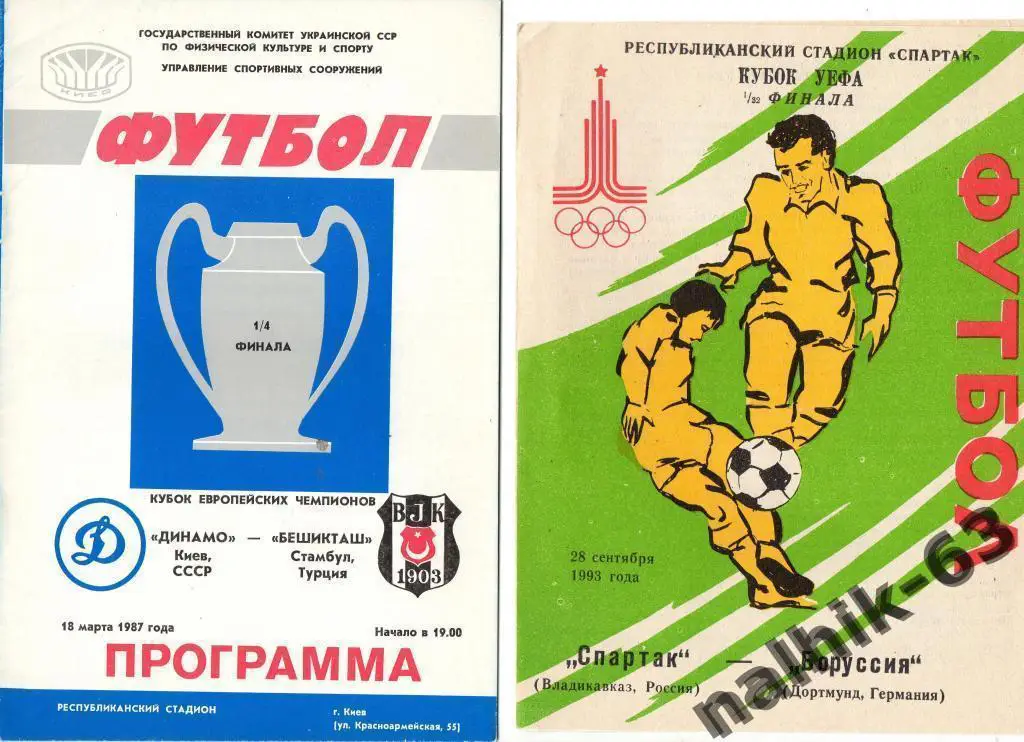 ГОСУДАРСТВЕННЫЙ КОМИТЕТ УКРАИНСКОЙ ССР
ПО ФИЗИЧЕСКОЙ КУЛЬТУРЕ И СПОРТУ
УПРАВЛЕНИЕ СПОРТИВНЫХ СООРУЖЕНИЙ
КИЕВ
ФУТБОЛ
1/4
ФИНАЛА
КУБОК ЕВРОПЕЙСКИХ ЧЕМПИОНОВ
Д
«ДИНАМО» — «БЕШИКТАШ»
Киев, Стамбул,
СССР Турция
BJK
1903
18 марта 1987 года
Начало в 19.00
ПРОГРАММА
РЕСПУБЛИКАНСКИЙ СТАДИОН
г. Киев
(ул. Красноармейская, 55)
РЕСПУБЛИКАНСКИЙ СТАДИОН «СПАРТАК»
КУБОК УЕФА
1/32 ФИНАЛА
ФУТБОЛ
28 сентября
1993 года
„Спартак" — „Боруссия"
(Владикавказ, Россия) (Дортмунд, Германия)
nalhik-63